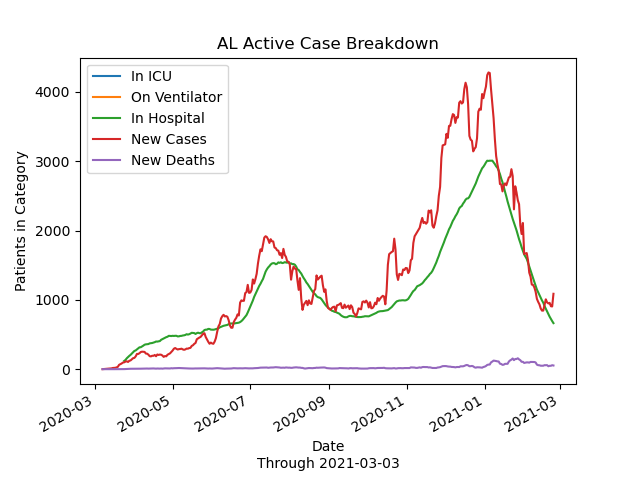 AL Active Case Breakdown
In ICU
On Ventilator
In Hospital
New Cases
New Deaths
Patients in Category
4000
3000
2000
1000
0
2020-03
2020-05
2020-07
2020-09
2020-11
2021-01
2021-03
Date
Through 2021-03-03